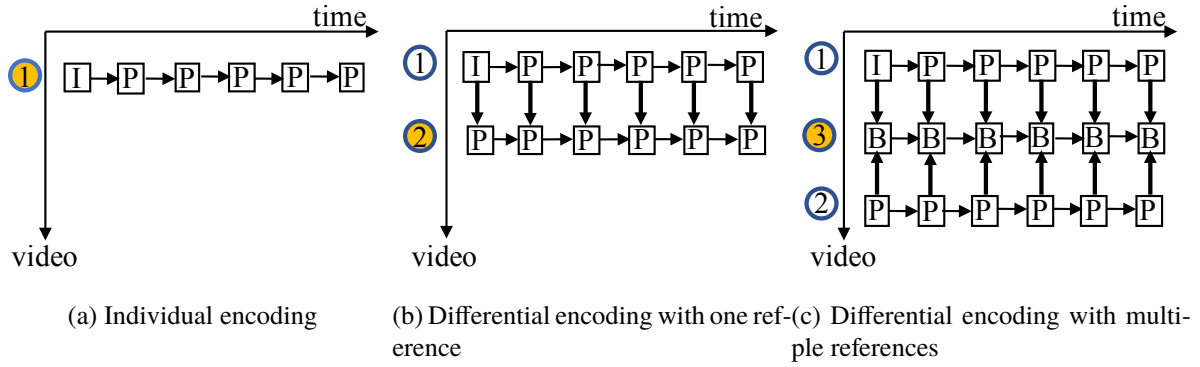 time
1 I P P P P P
video
(a) Individual encoding
time
1 I P P P P P
2 P P P P P P
video
(b) Differential encoding with one ref-
erence
time
1 I P P P P P
3 B B B B B B
2 P P P P P P
video
(c) Differential encoding with multi-
ple references